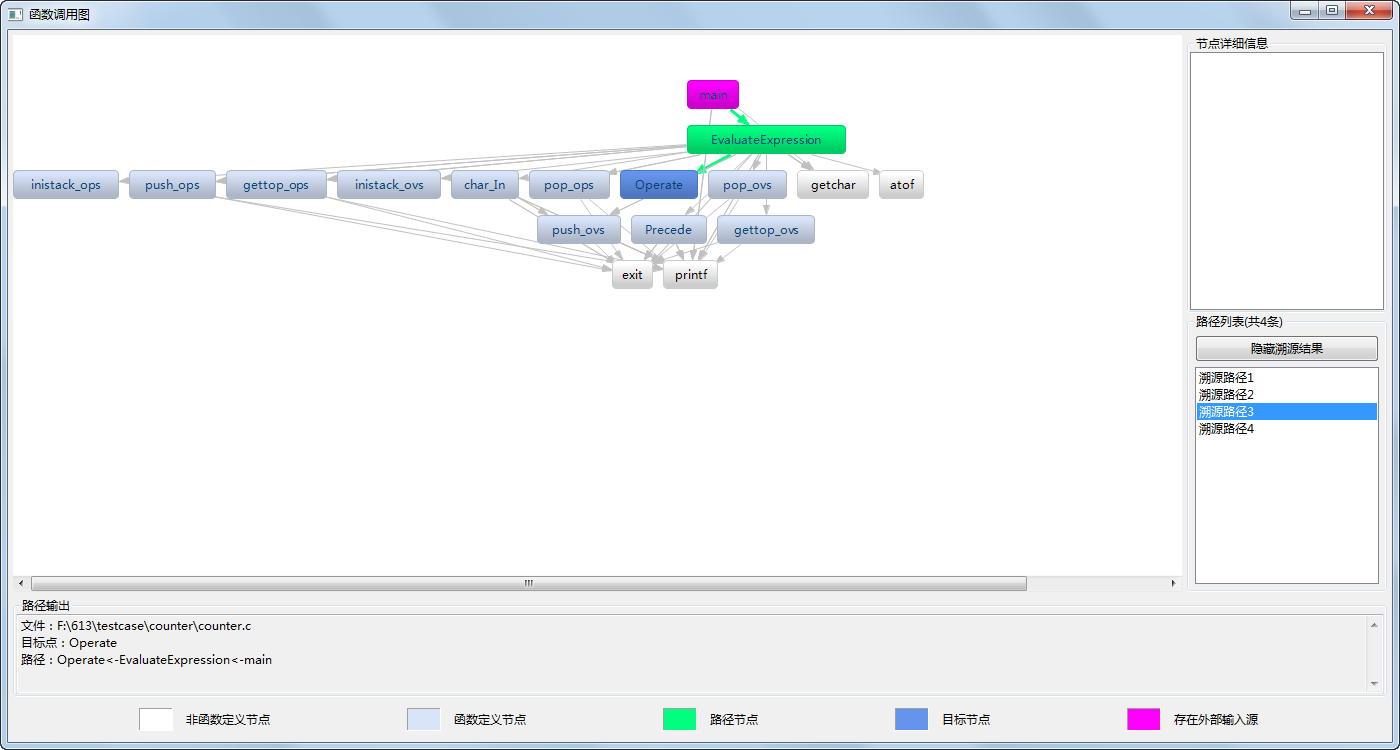 函数调用图
main
EvaluateExpression
inistack_ops
push_ops
gettop_ops
inistack_ovs
char_In
pop_ops
Operate
pop_ovs
getchar
atof
push_ovs
Precede
gettop_ovs
exit
printf
节点详细信息
路径列表(共4条)
隐藏溯源结果
溯源路径1
溯源路径2
溯源路径3
溯源路径4
路径输出
文件：F:\613\testcase\counter\counter.c
目标点：Operate
路径：Operate<-EvaluateExpression<-main
非函数定义节点
函数定义节点
路径节点
目标节点
存在外部输入源